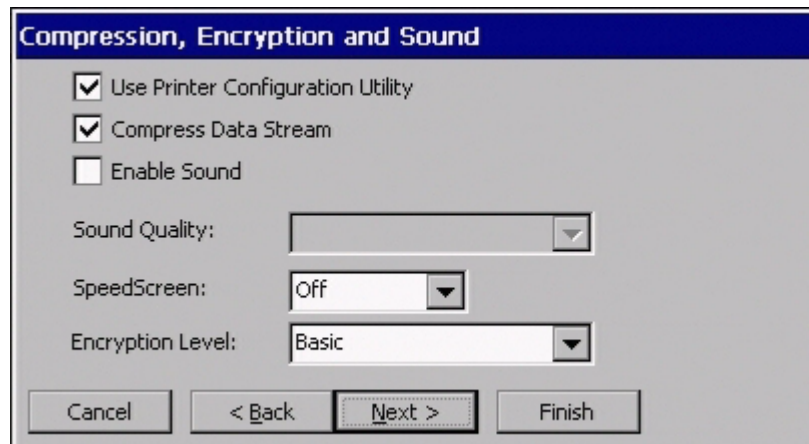 Compression, Encryption and Sound
Use Printer Configuration Utility
Compress Data Stream
Enable Sound
Sound Quality:
SpeedScreen: Off
Encryption Level: Basic
Cancel < Back Next > Finish